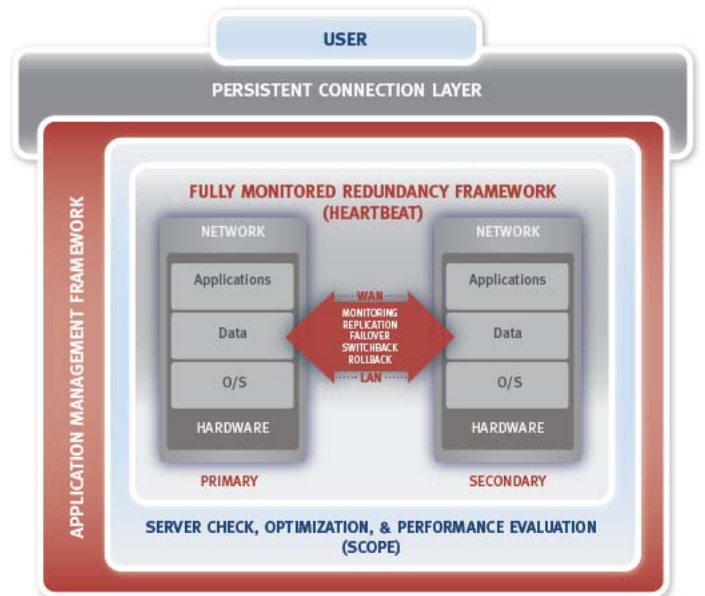 USER
PERSISTENT CONNECTION LAYER
APPLICATION MANAGEMENT FRAMEWORK
FULLY MONITORED REDUNDANCY FRAMEWORK
(HEARTBEAT)
NETWORK
Applications
Data
O/S
HARDWARE
PRIMARY
WAN
MONITORING
REPLICATION
FAILOVER
SWITCHBACK
ROLLBACK
LAN
NETWORK
Applications
Data
O/S
HARDWARE
SECONDARY
SERVER CHECK, OPTIMIZATION, & PERFORMANCE EVALUATION
(SCOPE)